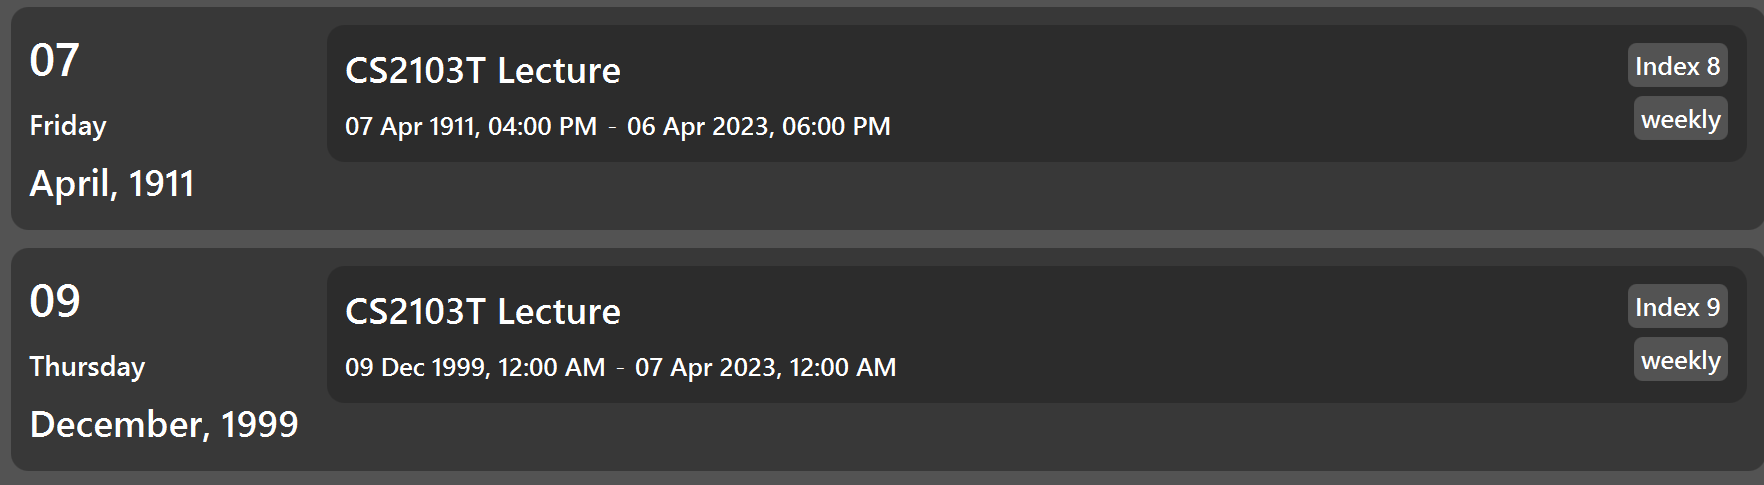 07
Friday
April, 1911
CS2103T Lecture
07 Apr 1911, 04:00 PM - 06 Apr 2023, 06:00 PM
Index 8
weekly
09
Thursday
December, 1999
CS2103T Lecture
09 Dec 1999, 12:00 AM - 07 Apr 2023, 12:00 AM
Index 9
weekly